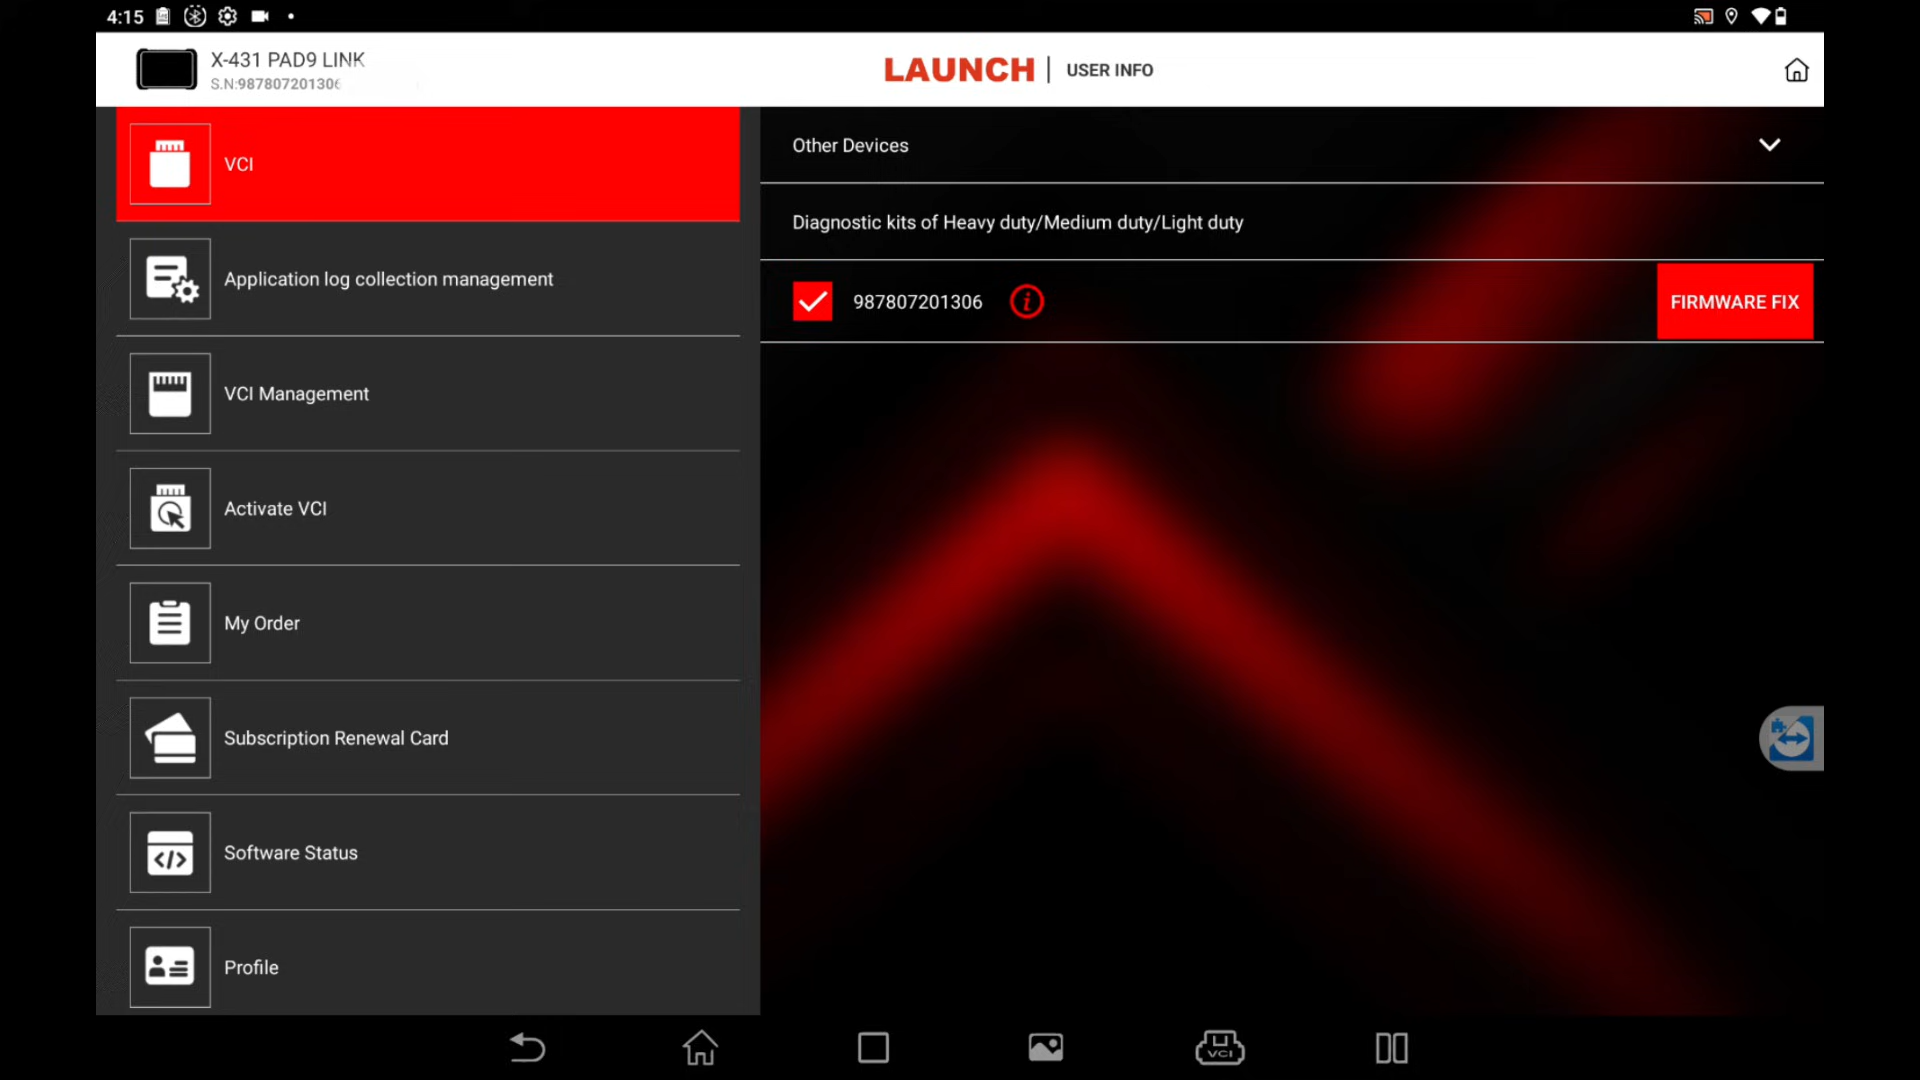 4:15
X-431 PAD9 LINK
S.N:987807201306
LAUNCH | USER INFO
VCI
Application log collection management
VCI Management
Activate VCI
My Order
Subscription Renewal Card
Software Status
Profile
Other Devices
Diagnostic kits of Heavy duty/Medium duty/Light duty
987807201306
FIRMWARE FIX
VCI